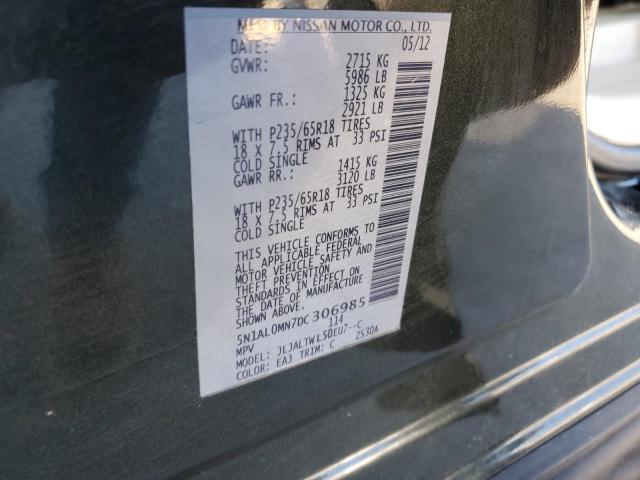 MFG BY NISSAN MOTOR CO., LTD.
DATE: 05/12
GVWR: 2715 KG
5986 LB
GAWR FR.: 1325 KG
2921 LB
WITH P235/65R18 TIRES
18 X 7.5 RIMS AT 33 PSI
COLD SINGLE
GAWR RR.: 1415 KG
3120 LB
WITH P235/65R18 TIRES
18 X 7.5 RIMS AT 33 PSI
COLD SINGLE
THIS VEHICLE CONFORMS TO
ALL APPLICABLE FEDERAL
MOTOR VEHICLE SAFETY AND
THEFT PREVENTION
STANDARDS IN EFFECT ON
THE DATE OF MANUFACTURE
SHOWN ABOVE.
5N1AL0MN7DC306985
MPV 114
MODEL: JLJALTWL50EU7--C
COLOR: EAJ TRIM: C 2S30A